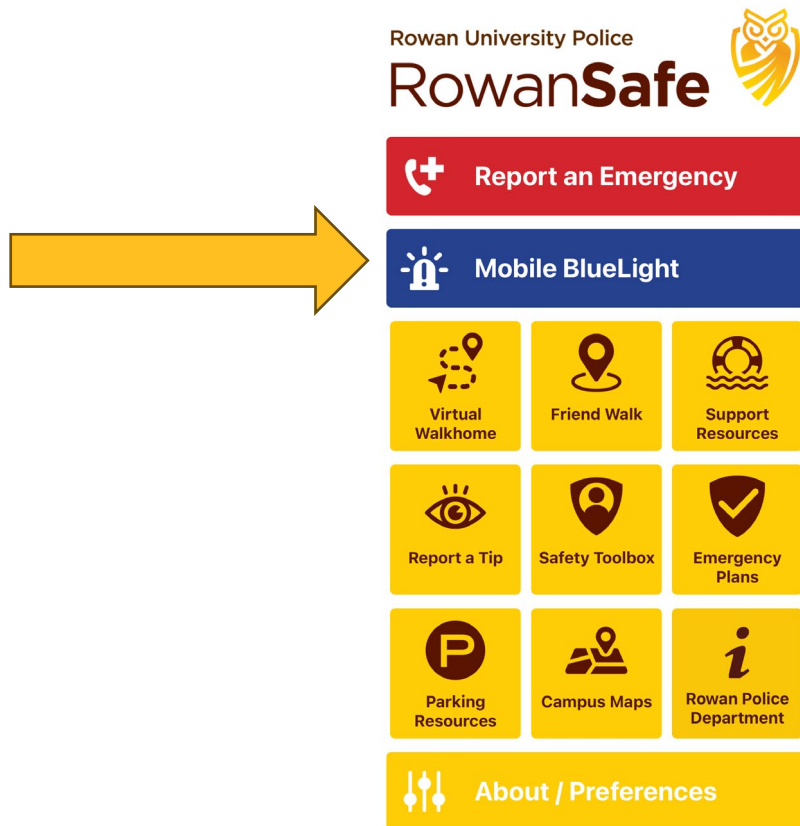 Rowan University Police
RowanSafe
Report an Emergency
Mobile BlueLight
Virtual
Walkhome
Friend Walk
Support
Resources
Report a Tip
Safety Toolbox
Emergency
Plans
P
Parking
Resources
Campus Maps
Rowan Police
Department
About / Preferences